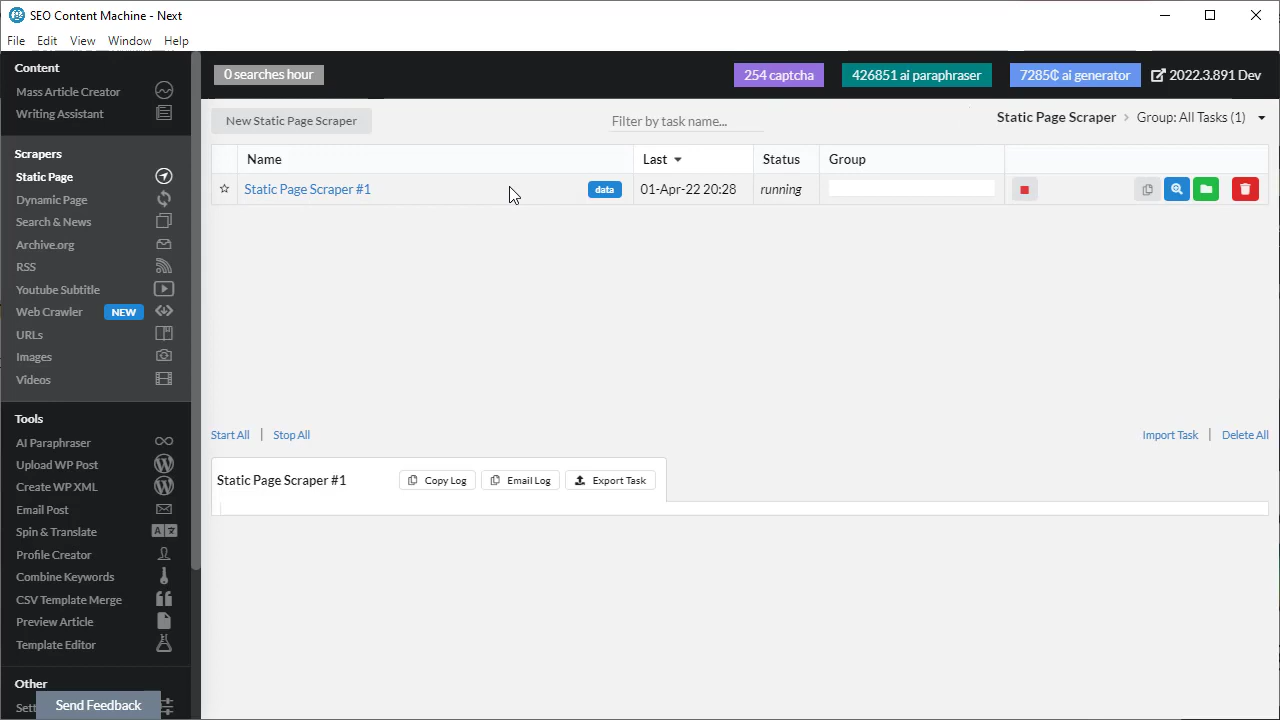 SEO Content Machine - Next
File Edit View Window Help
Content
Mass Article Creator
Writing Assistant
Scrapers
Static Page
Dynamic Page
Search & News
Archive.org
RSS
Youtube Subtitle
Web Crawler NEW
URLs
Images
Videos
Tools
AI Paraphraser
Upload WP Post
Create WP XML
Email Post
Spin & Translate
Profile Creator
Combine Keywords
CSV Template Merge
Preview Article
Template Editor
Other
Send Feedback
0 searches hour
254 captcha
426851 ai paraphraser
7285₵ ai generator
2022.3.891 Dev
New Static Page Scraper
Filter by task name...
Static Page Scraper > Group: All Tasks (1)
Name Last Status Group
Static Page Scraper #1 data 01-Apr-22 20:28 running
Start All | Stop All
Import Task | Delete All
Static Page Scraper #1 Copy Log Email Log Export Task